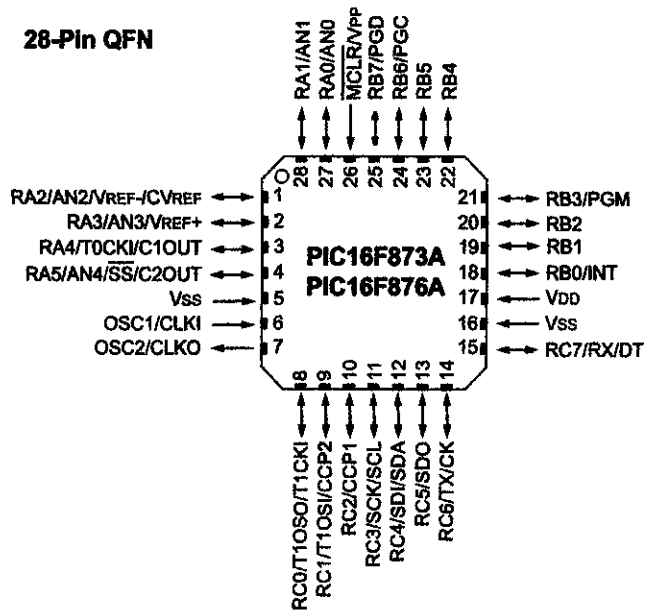 28-Pin QFN
RA1/AN1
RA0/AN0
MCLR/VPP
RB7/PGD
RB6/PGC
RB5
RB4
28
27
26
25
24
23
22
RA2/AN2/VREF-/CVREF
1
RA3/AN3/VREF+
2
RA4/T0CKI/C1OUT
3
RA5/AN4/SS/C2OUT
4
VSS
5
OSC1/CLKI
6
OSC2/CLKO
7
PIC16F873A
PIC16F876A
21
RB3/PGM
20
RB2
19
RB1
18
RB0/INT
17
VDD
16
VSS
15
RC7/RX/DT
8
9
10
11
12
13
14
RC0/T1OSO/T1CKI
RC1/T1OSI/CCP2
RC2/CCP1
RC3/SCK/SCL
RC4/SDI/SDA
RC5/SDO
RC6/TX/CK